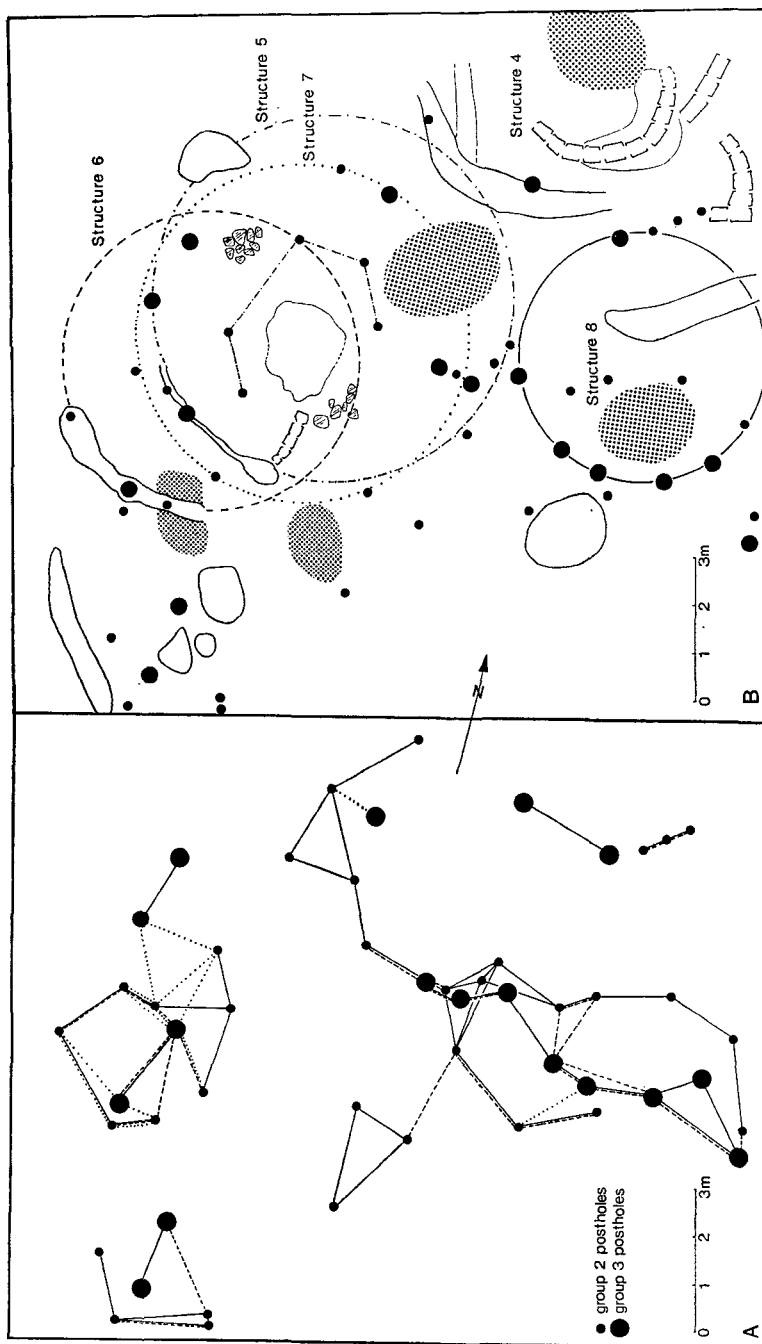 Structure 6
Structure 5
Structure 7
Structure 4
Structure 8
0 1 2 3m
B
N
group 2 postholes
group 3 postholes
0 1 2 3m
A